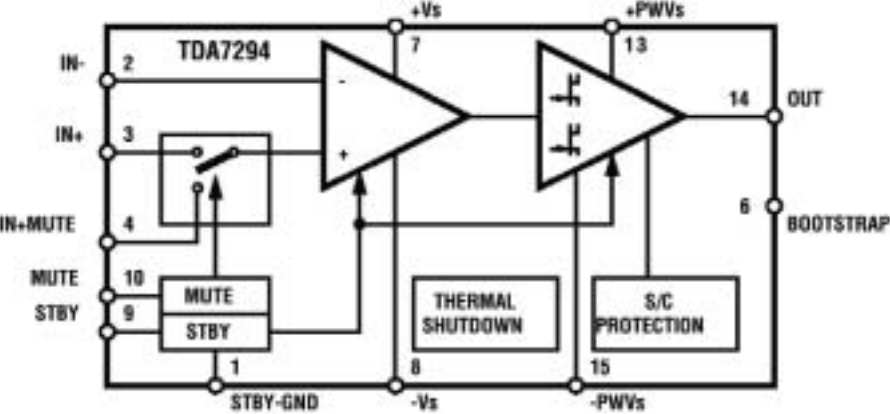 +Vs
+PWVs
TDA7294
7
13
IN-
2
-
14
OUT
IN+
3
+
IN+MUTE
4
6
BOOTSTRAP
MUTE
10
MUTE
STBY
9
STBY
THERMAL
SHUTDOWN
S/C
PROTECTION
1
8
15
STBY-GND
-Vs
-PWVs